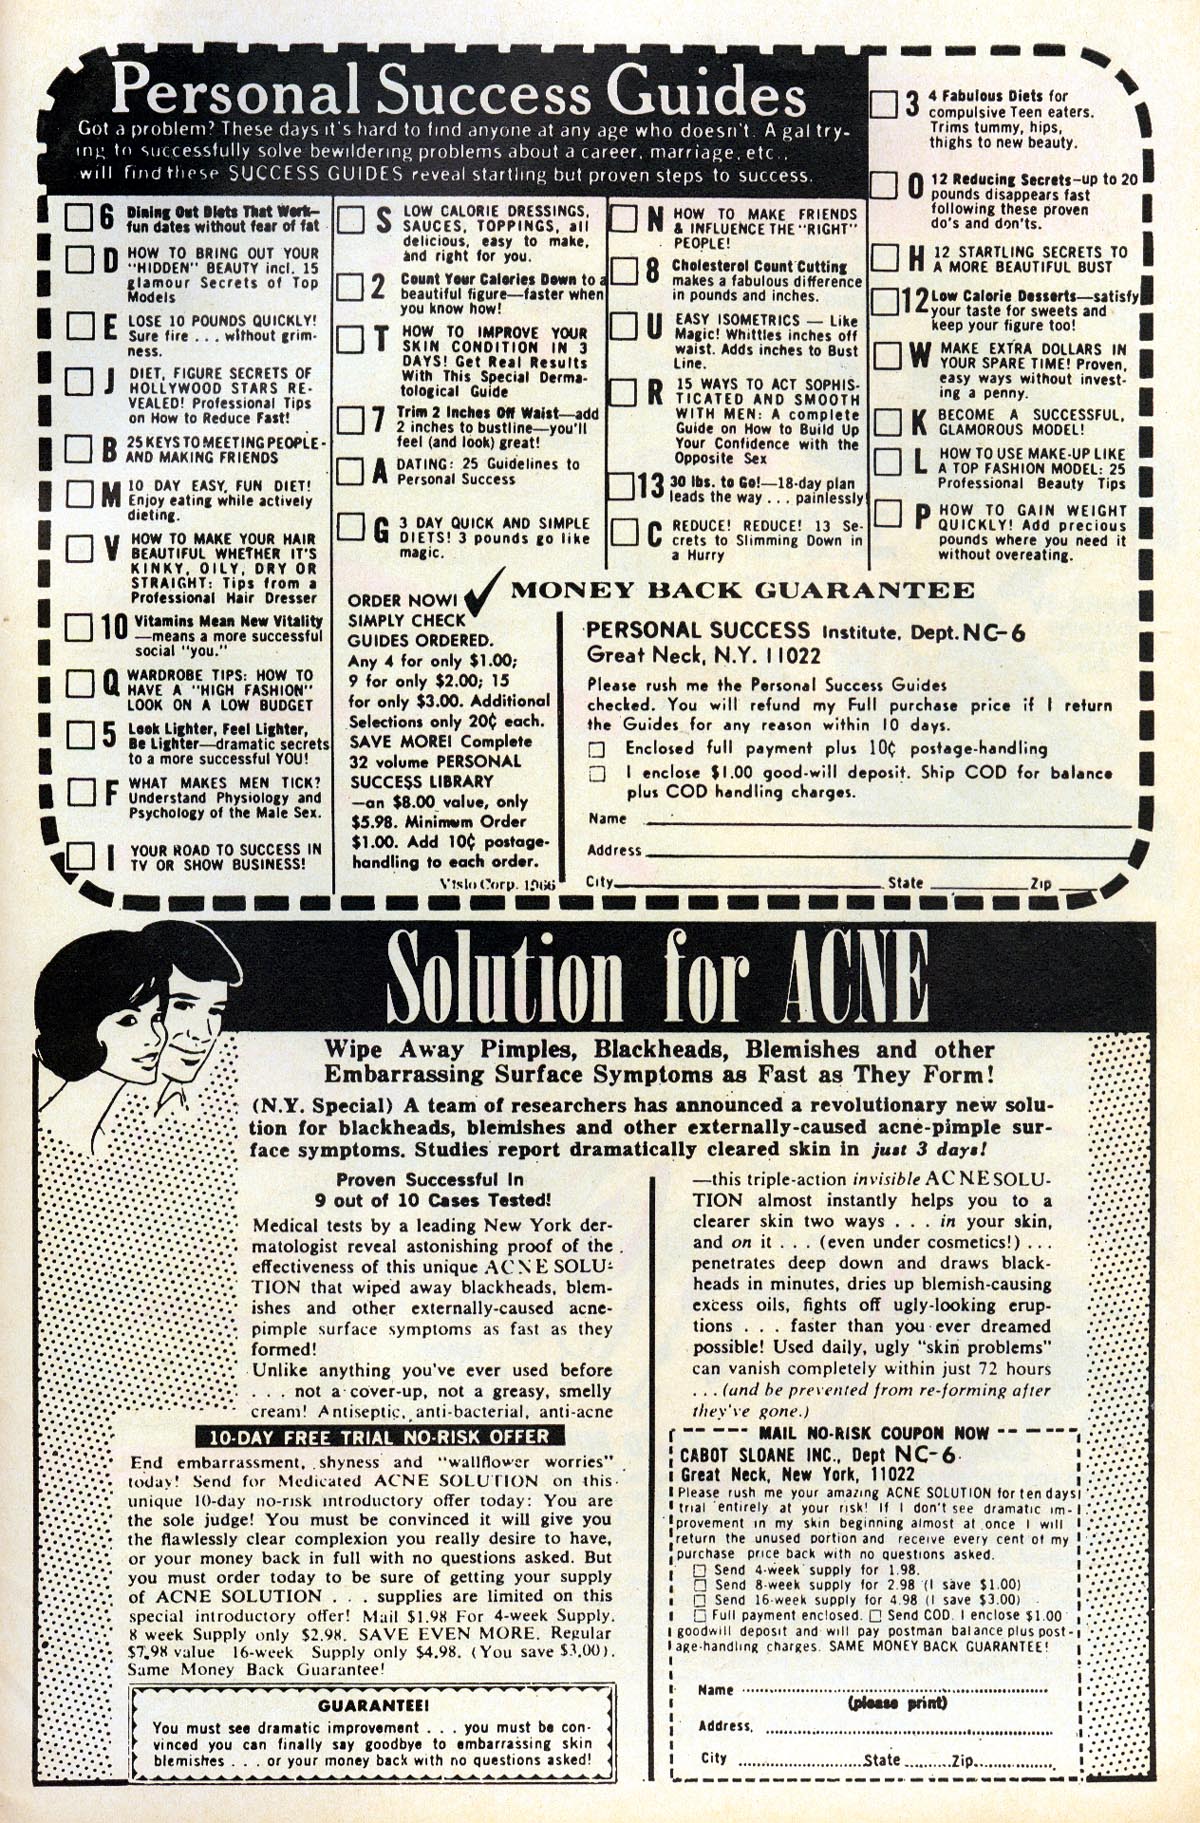 Personal Success Guides
Got a problem? These days it's hard to find anyone at any age who doesn't. A gal try-
ing to successfully solve bewildering problems about a career, marriage, etc.,
will find these SUCCESS GUIDES reveal startling but proven steps to success.
6 Dining Out Diets That Work—
fun dates without fear of fat
D HOW TO BRING OUT YOUR
"HIDDEN" BEAUTY incl. 15
glamour Secrets of Top
Models
E LOSE 10 POUNDS QUICKLY!
Sure fire . . . without grim-
ness.
J DIET, FIGURE SECRETS OF
HOLLYWOOD STARS RE-
VEALED! Professional Tips
on How to Reduce Fast!
B 25 KEYS TO MEETING PEOPLE-
AND MAKING FRIENDS
M 10 DAY EASY, FUN DIET!
Enjoy eating while actively
dieting.
V HOW TO MAKE YOUR HAIR
BEAUTIFUL WHETHER IT'S
KINKY, OILY, DRY OR
STRAIGHT: Tips from a
Professional Hair Dresser
10 Vitamins Mean New Vitality
—means a more successful
social "you."
Q WARDROBE TIPS: HOW TO
HAVE A "HIGH FASHION"
LOOK ON A LOW BUDGET
5 Look Lighter, Feel Lighter,
Be Lighter—dramatic secrets
to a more successful YOU!
F WHAT MAKES MEN TICK?
Understand Physiology and
Psychology of the Male Sex.
I YOUR ROAD TO SUCCESS IN
TV OR SHOW BUSINESS!
S LOW CALORIE DRESSINGS,
SAUCES, TOPPINGS, all
delicious, easy to make,
and right for you.
2 Count Your Calories Down to a
beautiful figure—faster when
you know how!
T HOW TO IMPROVE YOUR
SKIN CONDITION IN 3
DAYS! Get Real Results
With This Special Derma-
tological Guide
7 Trim 2 Inches Off Waist—add
2 inches to bustline—you'll
feel (and look) great!
A DATING: 25 Guidelines to
Personal Success
G 3 DAY QUICK AND SIMPLE
DIETS! 3 pounds go like
magic.
N HOW TO MAKE FRIENDS
& INFLUENCE THE "RIGHT"
PEOPLE!
8 Cholesterol Count Cutting
makes a fabulous difference
in pounds and inches.
U EASY ISOMETRICS — Like
Magic! Whittles inches off
waist. Adds inches to Bust
Line.
R 15 WAYS TO ACT SOPHIS-
TICATED AND SMOOTH
WITH MEN: A complete
Guide on How to Build Up
Your Confidence with the
Opposite Sex
13 30 lbs. to Go!—18-day plan
leads the way . . . painlessly!
C REDUCE! REDUCE! 13 Se-
crets to Slimming Down in
a Hurry
3 4 Fabulous Diets for
compulsive Teen eaters.
Trims tummy, hips,
thighs to new beauty.
O 12 Reducing Secrets—up to 20
pounds disappears fast
following these proven
do's and don'ts.
H 12 STARTLING SECRETS TO
A MORE BEAUTIFUL BUST
12 Low Calorie Desserts—satisfy
your taste for sweets and
keep your figure too!
W MAKE EXTRA DOLLARS IN
YOUR SPARE TIME! Proven,
easy ways without invest-
ing a penny.
K BECOME A SUCCESSFUL,
GLAMOROUS MODEL!
L HOW TO USE MAKE-UP LIKE
A TOP FASHION MODEL: 25
Professional Beauty Tips
P HOW TO GAIN WEIGHT
QUICKLY! Add precious
pounds where you need it
without overeating.
ORDER NOW!
SIMPLY CHECK
GUIDES ORDERED.
Any 4 for only $1.00;
9 for only $2.00; 15
for only $3.00. Additional
Selections only 20¢ each.
SAVE MORE! Complete
32 volume PERSONAL
SUCCESS LIBRARY
—an $8.00 value, only
$5.98. Minimum Order
$1.00. Add 10¢ postage-
handling to each order.
Vislo Corp. 1966
MONEY BACK GUARANTEE
PERSONAL SUCCESS Institute, Dept. NC-6
Great Neck, N.Y. 11022
Please rush me the Personal Success Guides
checked. You will refund my Full purchase price if I return
the Guides for any reason within 10 days.
Enclosed full payment plus 10¢ postage-handling
I enclose $1.00 good-will deposit. Ship COD for balance
plus COD handling charges.
Name
Address
City State Zip
Solution for ACNE
Wipe Away Pimples, Blackheads, Blemishes and other
Embarrassing Surface Symptoms as Fast as They Form!
(N.Y. Special) A team of researchers has announced a revolutionary new solu-
tion for blackheads, blemishes and other externally-caused acne-pimple sur-
face symptoms. Studies report dramatically cleared skin in just 3 days!
Proven Successful In
9 out of 10 Cases Tested!
Medical tests by a leading New York der-
matologist reveal astonishing proof of the
effectiveness of this unique ACNE SOLU-
TION that wiped away blackheads, blem-
ishes and other externally-caused acne-
pimple surface symptoms as fast as they
formed!
Unlike anything you've ever used before
. . . not a cover-up, not a greasy, smelly
cream! Antiseptic, anti-bacterial, anti-acne
10-DAY FREE TRIAL NO-RISK OFFER
End embarrassment, shyness and "wallflower worries"
today! Send for Medicated ACNE SOLUTION on this
unique 10-day no-risk introductory offer today: You are
the sole judge! You must be convinced it will give you
the flawlessly clear complexion you really desire to have,
or your money back in full with no questions asked. But
you must order today to be sure of getting your supply
of ACNE SOLUTION . . . supplies are limited on this
special introductory offer! Mail $1.98 For 4-week Supply.
8 week Supply only $2.98. SAVE EVEN MORE. Regular
$7.98 value 16-week Supply only $4.98. (You save $3.00).
Same Money Back Guarantee!
GUARANTEE!
You must see dramatic improvement . . . you must be con-
vinced you can finally say goodbye to embarrassing skin
blemishes . . . or your money back with no questions asked!
—this triple-action invisible ACNE SOLU-
TION almost instantly helps you to a
clearer skin two ways . . . in your skin,
and on it . . . (even under cosmetics!) . . .
penetrates deep down and draws black-
heads in minutes, dries up blemish-causing
excess oils, fights off ugly-looking erup-
tions . . . faster than you ever dreamed
possible! Used daily, ugly "skin problems"
can vanish completely within just 72 hours
. . . (and be prevented from re-forming after
they've gone.)
MAIL NO-RISK COUPON NOW
CABOT SLOANE INC., Dept NC-6
Great Neck, New York, 11022
Please rush me your amazing ACNE SOLUTION for ten days
trial entirely at your risk! If I don't see dramatic im-
provement in my skin beginning almost at once I will
return the unused portion and receive every cent of my
purchase price back with no questions asked.
Send 4-week supply for 1.98.
Send 8-week supply for 2.98 (I save $1.00)
Send 16-week supply for 4.98 (I save $3.00)
Full payment enclosed. Send COD. I enclose $1.00
goodwill deposit and will pay postman balance plus post-
age-handling charges. SAME MONEY BACK GUARANTEE!
Name
(please print)
Address
City State Zip